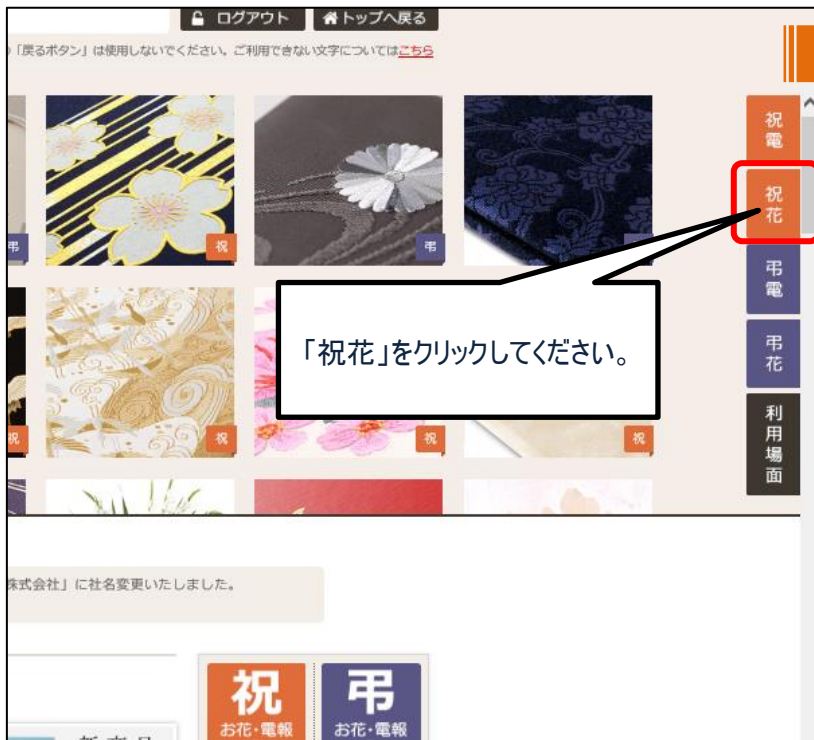 ログアウト
トップへ戻る
「戻るボタン」は使用しないでください。ご利用できない文字についてはこちら
祝電
祝花
弔電
弔花
利用場面
弔
祝
弔
「祝花」をクリックしてください。
祝
祝
祝
祝
株式会社」に社名変更いたしました。
祝
お花・電報
弔
お花・電報